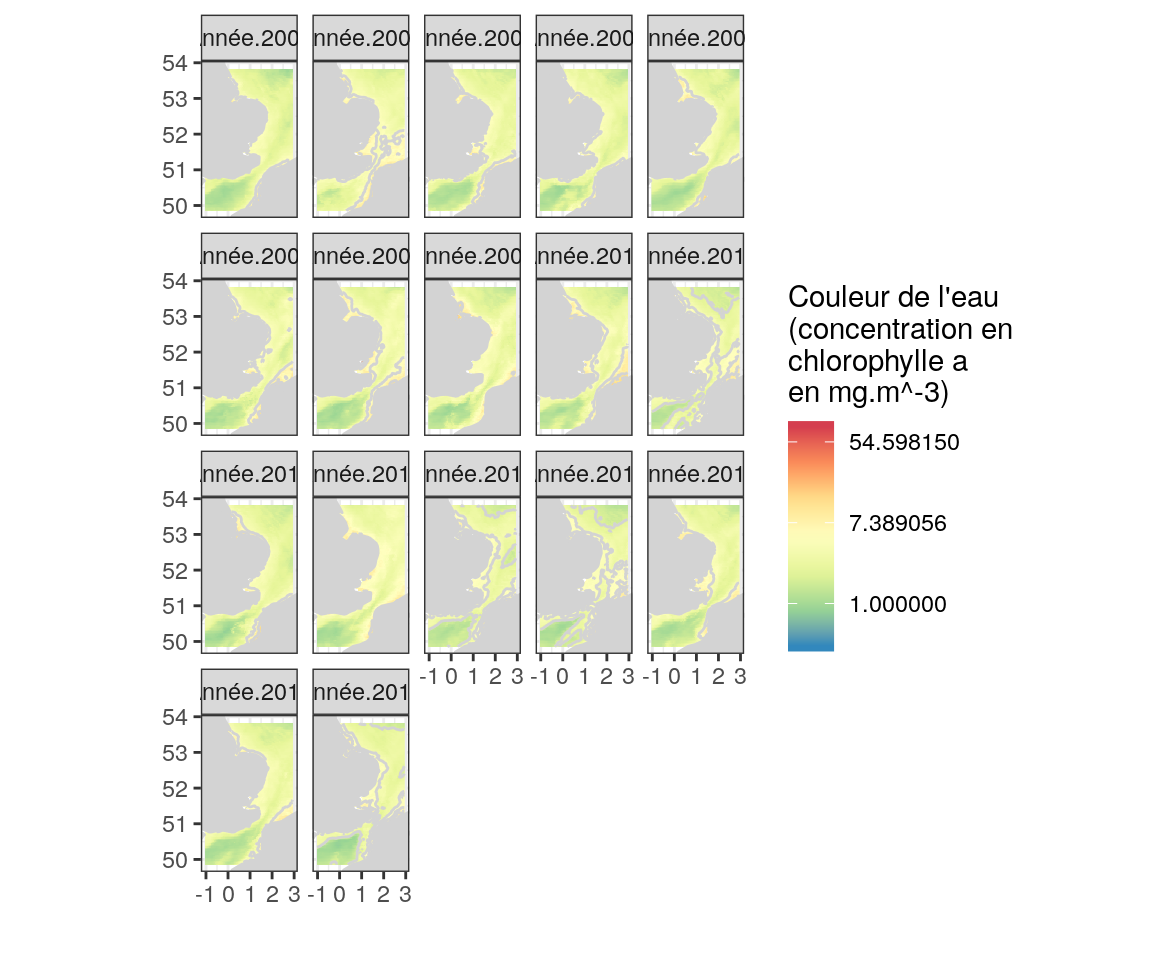 nnée.200 nnée.200 nnée.200 nnée.200 nnée.200
54
53
52
51
50
nnée.200 nnée.200 nnée.200 nnée.201 nnée.201
54
53
52
51
50
Couleur de l'eau
(concentration en
chlorophylle a
en mg.m^-3)
54.598150
7.389056
1.000000
nnée.201 nnée.201 nnée.201 nnée.201 nnée.201
54
53
52
51
50
-1 0 1 2 3 -1 0 1 2 3 -1 0 1 2 3
nnée.201 nnée.201
54
53
52
51
50
-1 0 1 2 3 -1 0 1 2 3